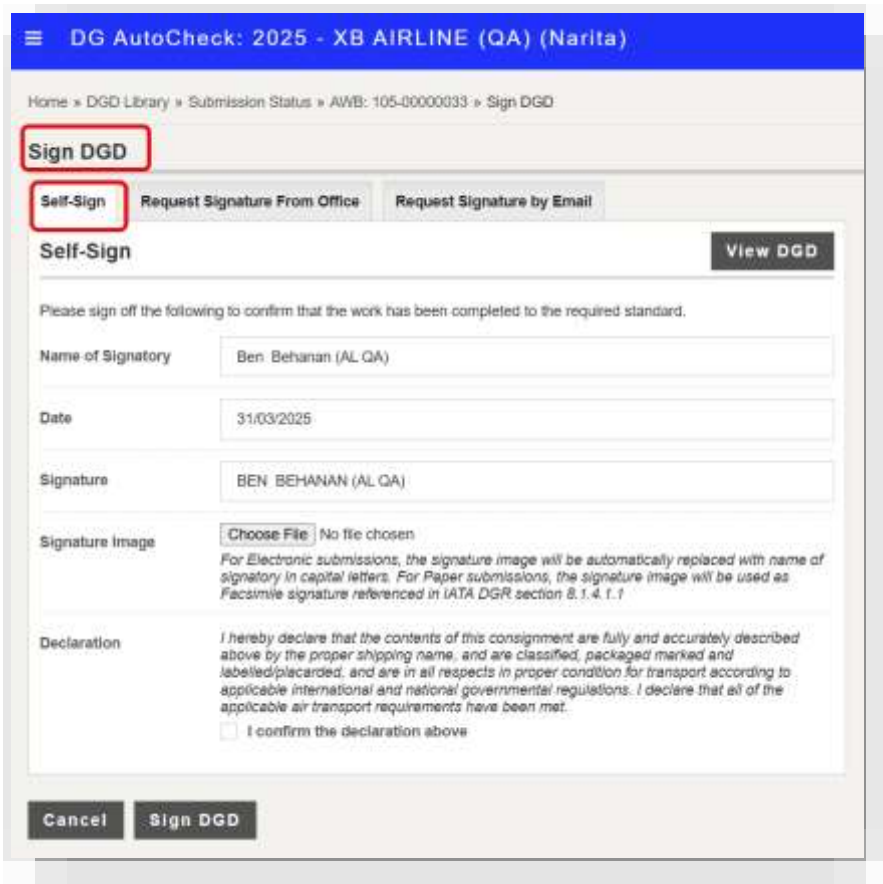 ≡ DG AutoCheck: 2025 - XB AIRLINE (QA) (Narita)
Home » DGD Library » Submission Status » AWB: 105-00000033 » Sign DGD
Sign DGD
Self-Sign Request Signature From Office Request Signature by Email
Self-Sign View DGD
Please sign off the following to confirm that the work has been completed to the required standard.
Name of Signatory Ben Behanan (AL QA)
Date 31/03/2025
Signature BEN BEHANAN (AL QA)
Signature Image Choose File No file chosen
For Electronic submissions, the signature image will be automatically replaced with name of
signatory in capital letters. For Paper submissions, the signature image will be used as
Facsimile signature referenced in IATA DGR section 8.1.4.1.1
Declaration I hereby declare that the contents of this consignment are fully and accurately described
above by the proper shipping name, and are classified, packaged marked and
labelled/placarded, and are in all respects in proper condition for transport according to
applicable international and national governmental regulations. I declare that all of the
applicable air transport requirements have been met.
I confirm the declaration above
Cancel Sign DGD